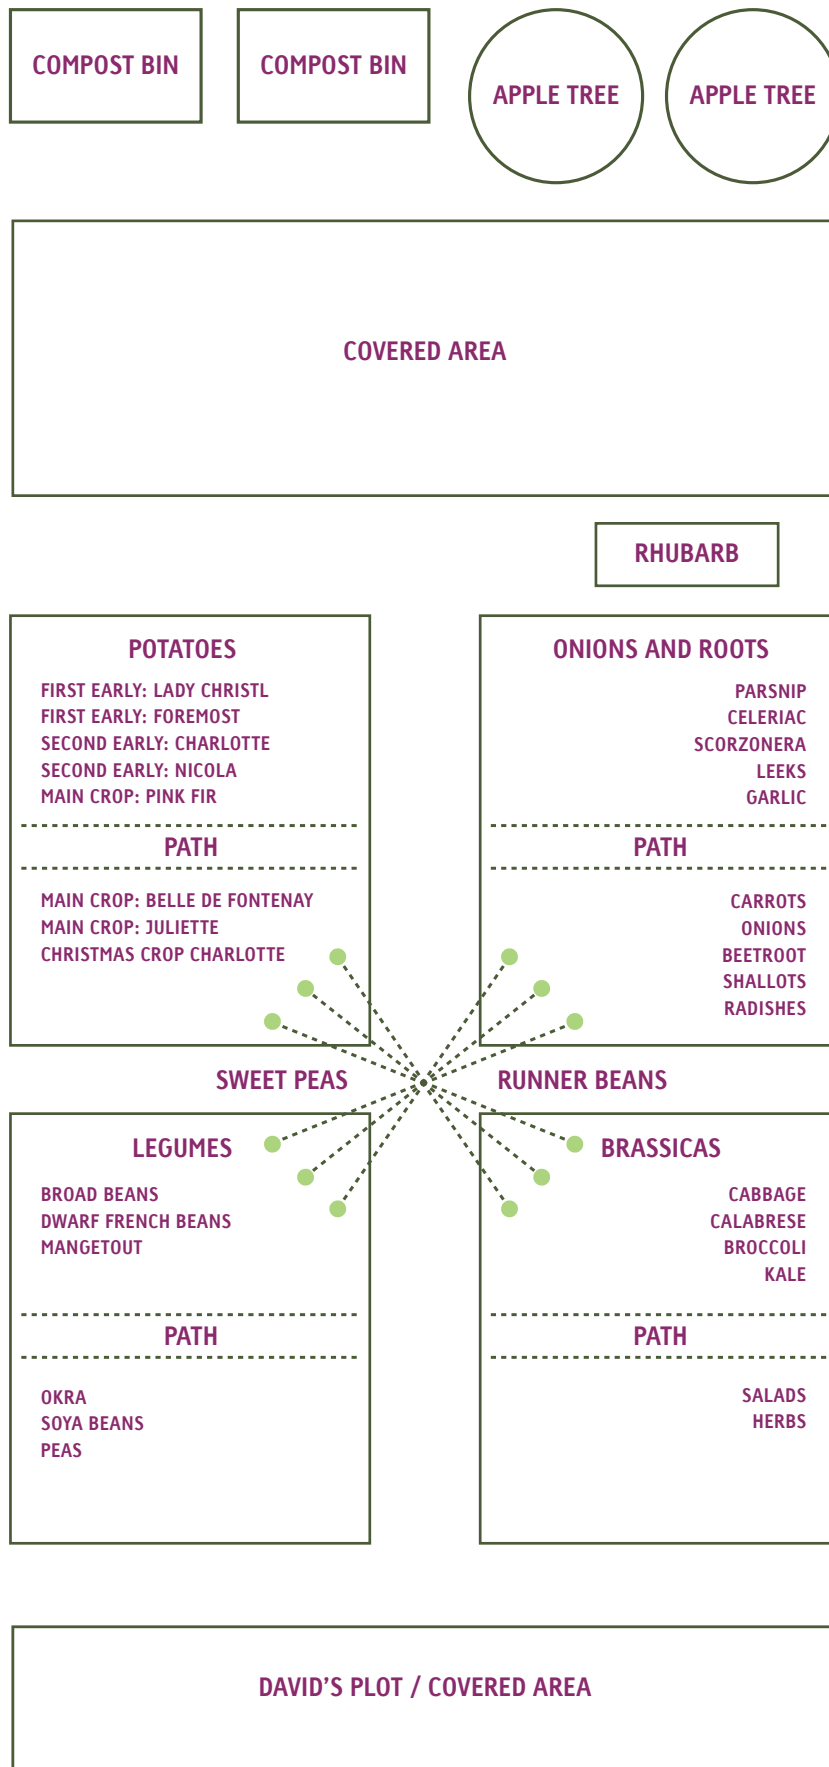 COMPOST BIN
COMPOST BIN
APPLE TREE
APPLE TREE
COVERED AREA
RHUBARB
POTATOES
FIRST EARLY: LADY CHRISTL
FIRST EARLY: FOREMOST
SECOND EARLY: CHARLOTTE
SECOND EARLY: NICOLA
MAIN CROP: PINK FIR
PATH
MAIN CROP: BELLE DE FONTENAY
MAIN CROP: JULIETTE
CHRISTMAS CROP CHARLOTTE
ONIONS AND ROOTS
PARSNIP
CELERIAC
SCORZONERA
LEEKS
GARLIC
PATH
CARROTS
ONIONS
BEETROOT
SHALLOTS
RADISHES
SWEET PEAS
RUNNER BEANS
LEGUMES
BROAD BEANS
DWARF FRENCH BEANS
MANGETOUT
PATH
OKRA
SOYA BEANS
PEAS
BRASSICAS
CABBAGE
CALABRESE
BROCCOLI
KALE
PATH
SALADS
HERBS
DAVID'S PLOT / COVERED AREA